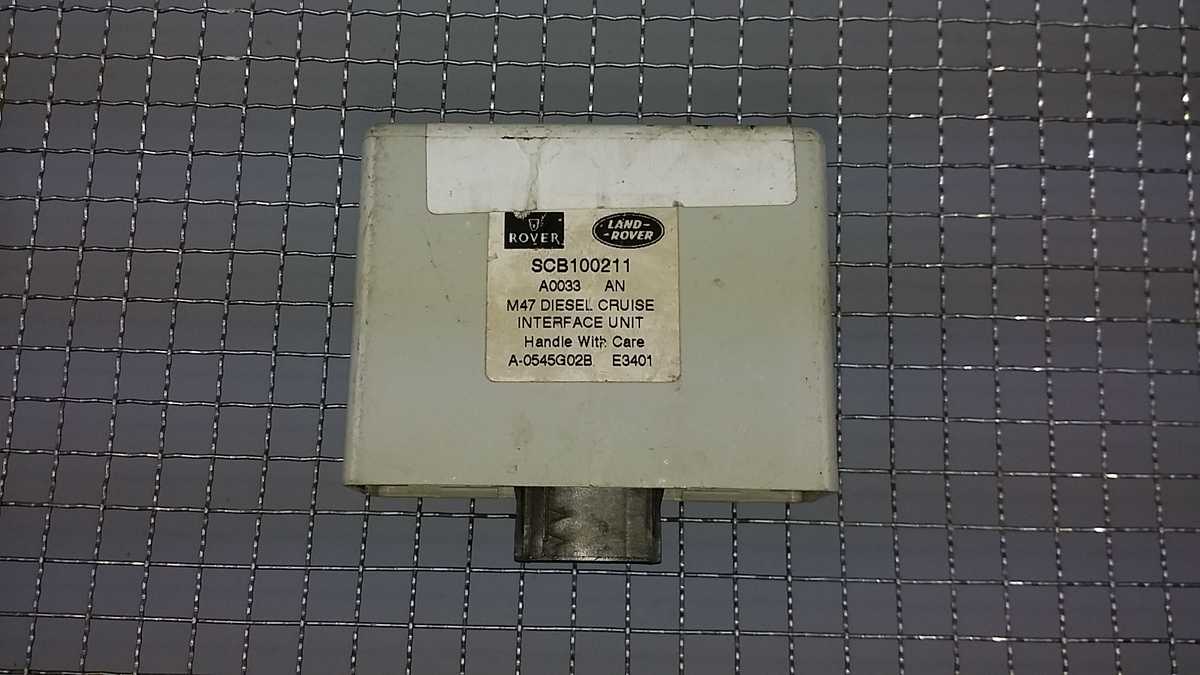 ROVER
LAND-
-ROVER
SCB100211
A0033 AN
M47 DIESEL CRUISE
INTERFACE UNIT
Handle With Care
A-0545G02B E3401